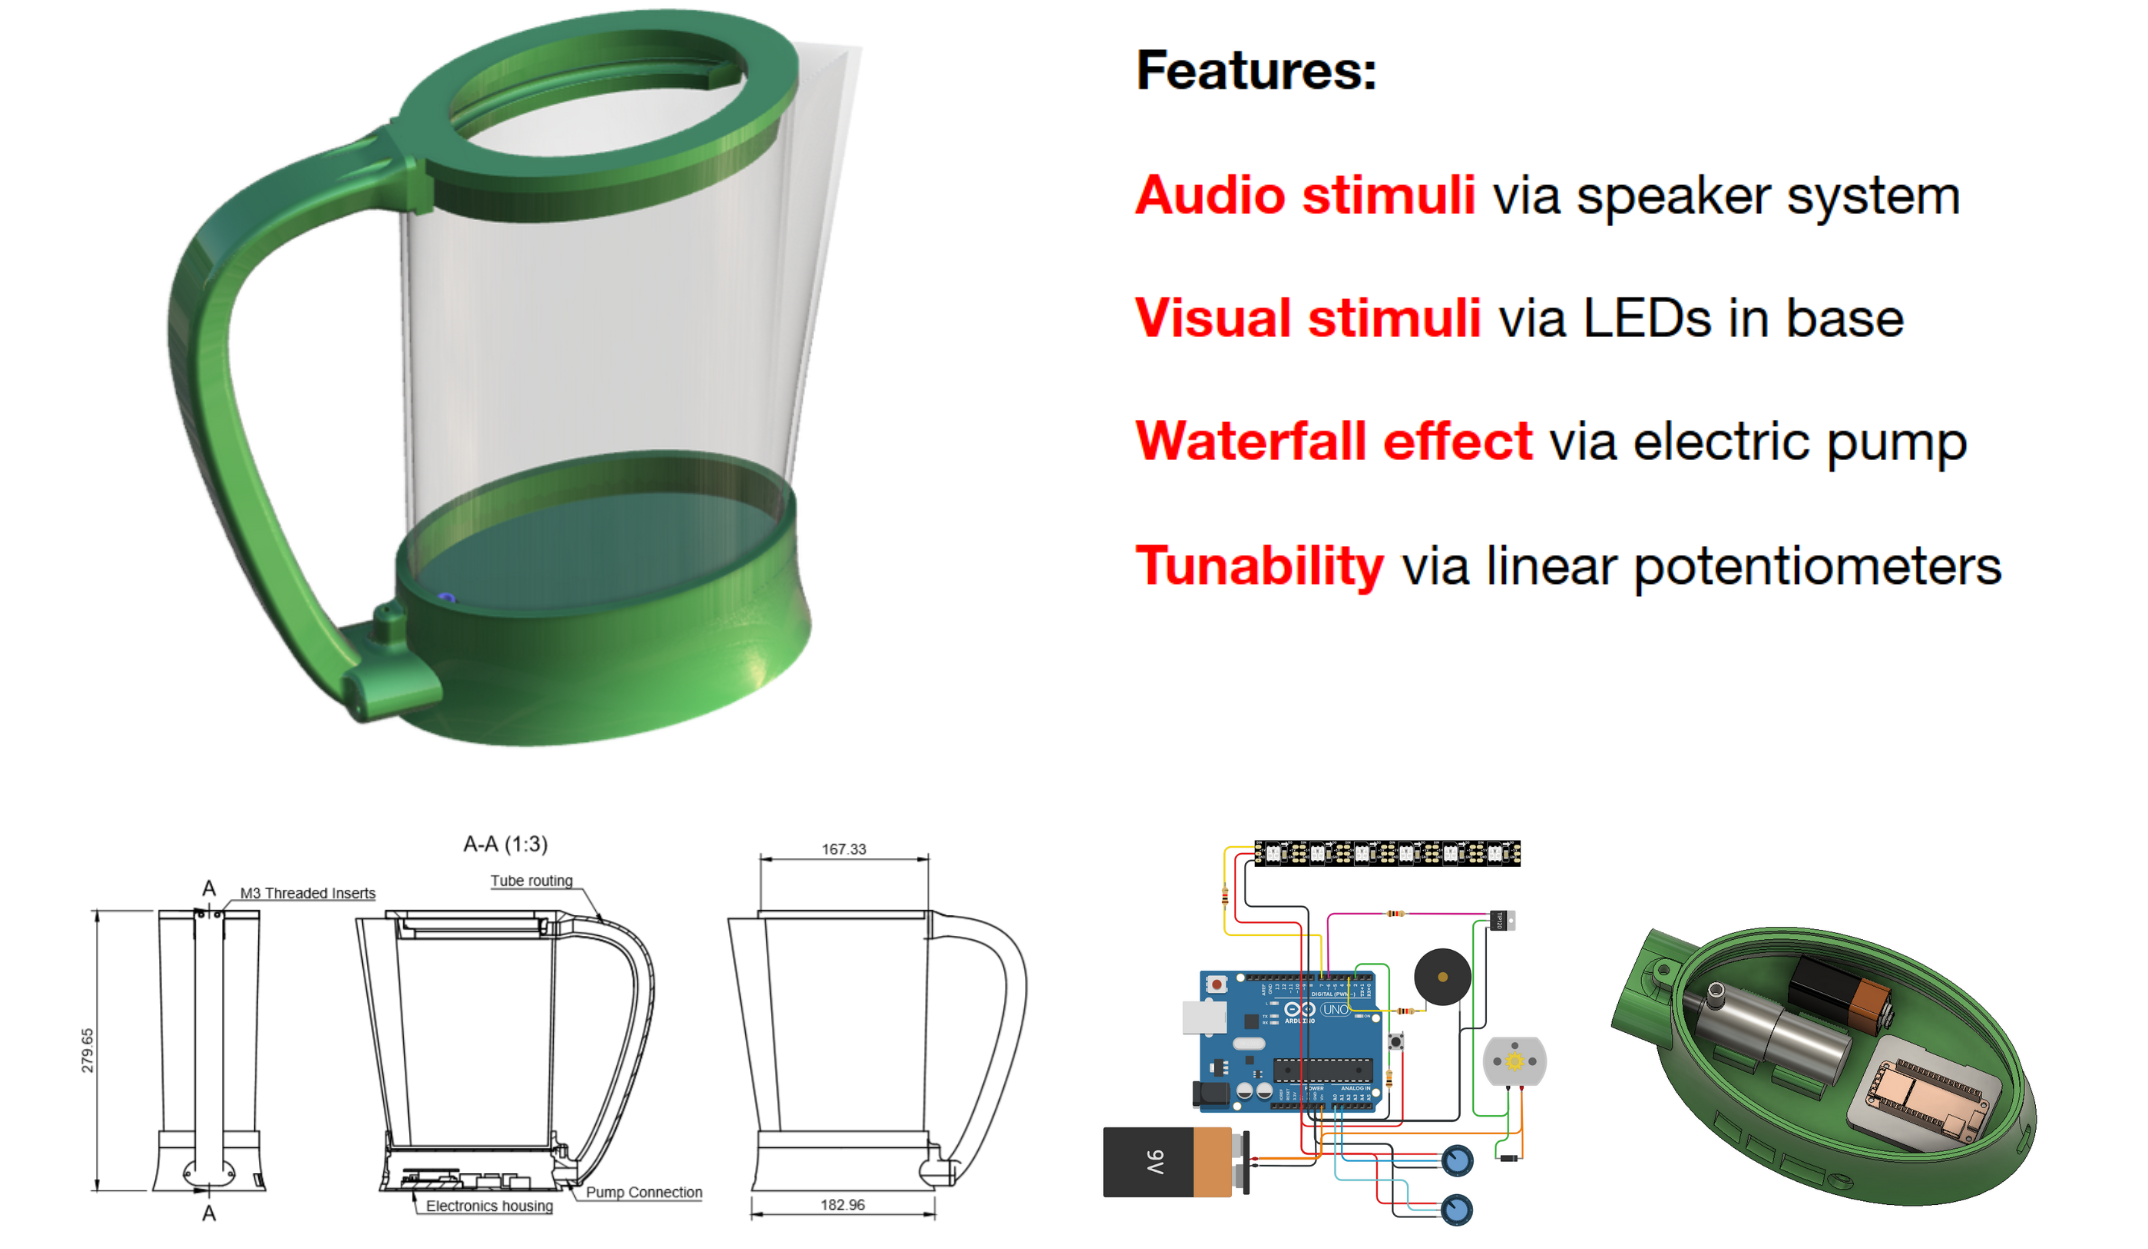 Features:
Audio stimuli via speaker system
Visual stimuli via LEDs in base
Waterfall effect via electric pump
Tunability via linear potentiometers
A-A (1:3)
A
M3 Threaded Inserts
Tube routing
167.33
279.65
A
Electronics housing
Pump Connection
182.96
DIGITAL (PWM~)
UNO
ARDUINO
POWER
ANALOG IN
9V